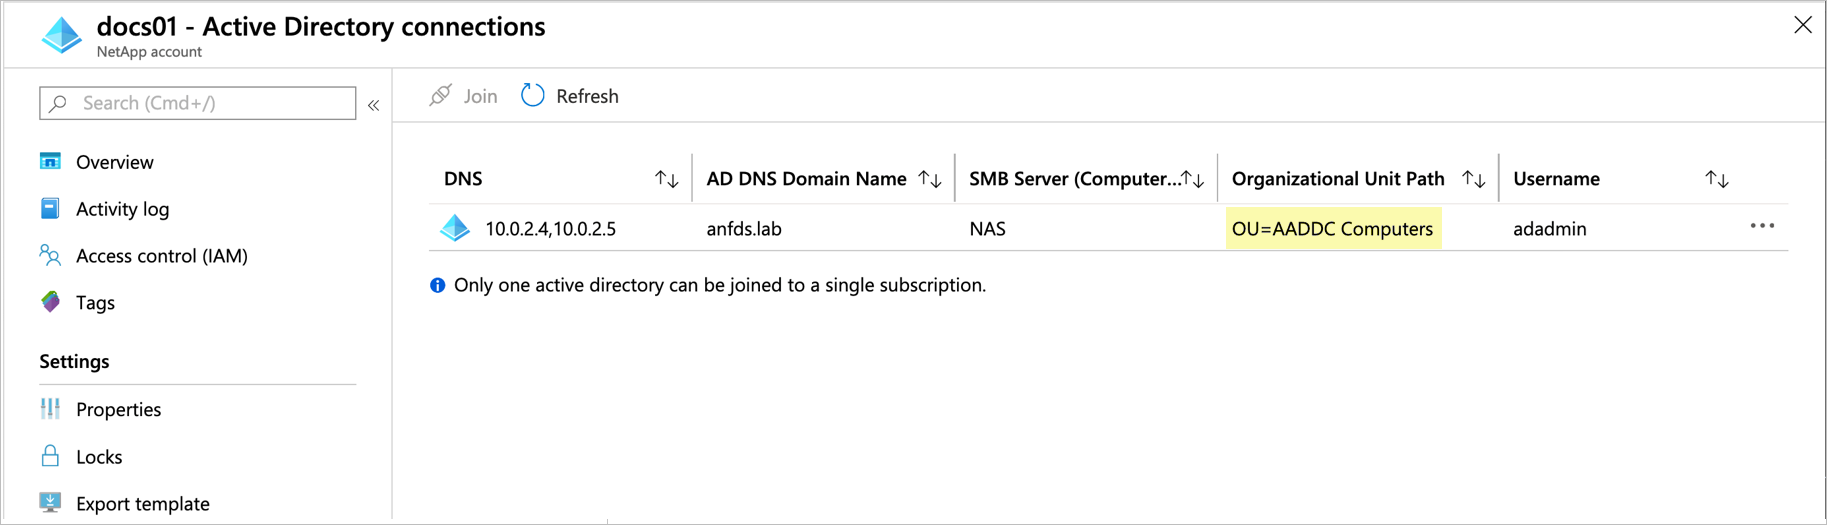 docs01 - Active Directory connections
NetApp account
Search (Cmd+/)
«
Overview
Activity log
Access control (IAM)
Tags
Settings
Properties
Locks
Export template
Join Refresh
DNS AD DNS Domain Name SMB Server (Computer... Organizational Unit Path Username
10.0.2.4,10.0.2.5 anfds.lab NAS OU=AADDC Computers adadmin ...
Only one active directory can be joined to a single subscription.